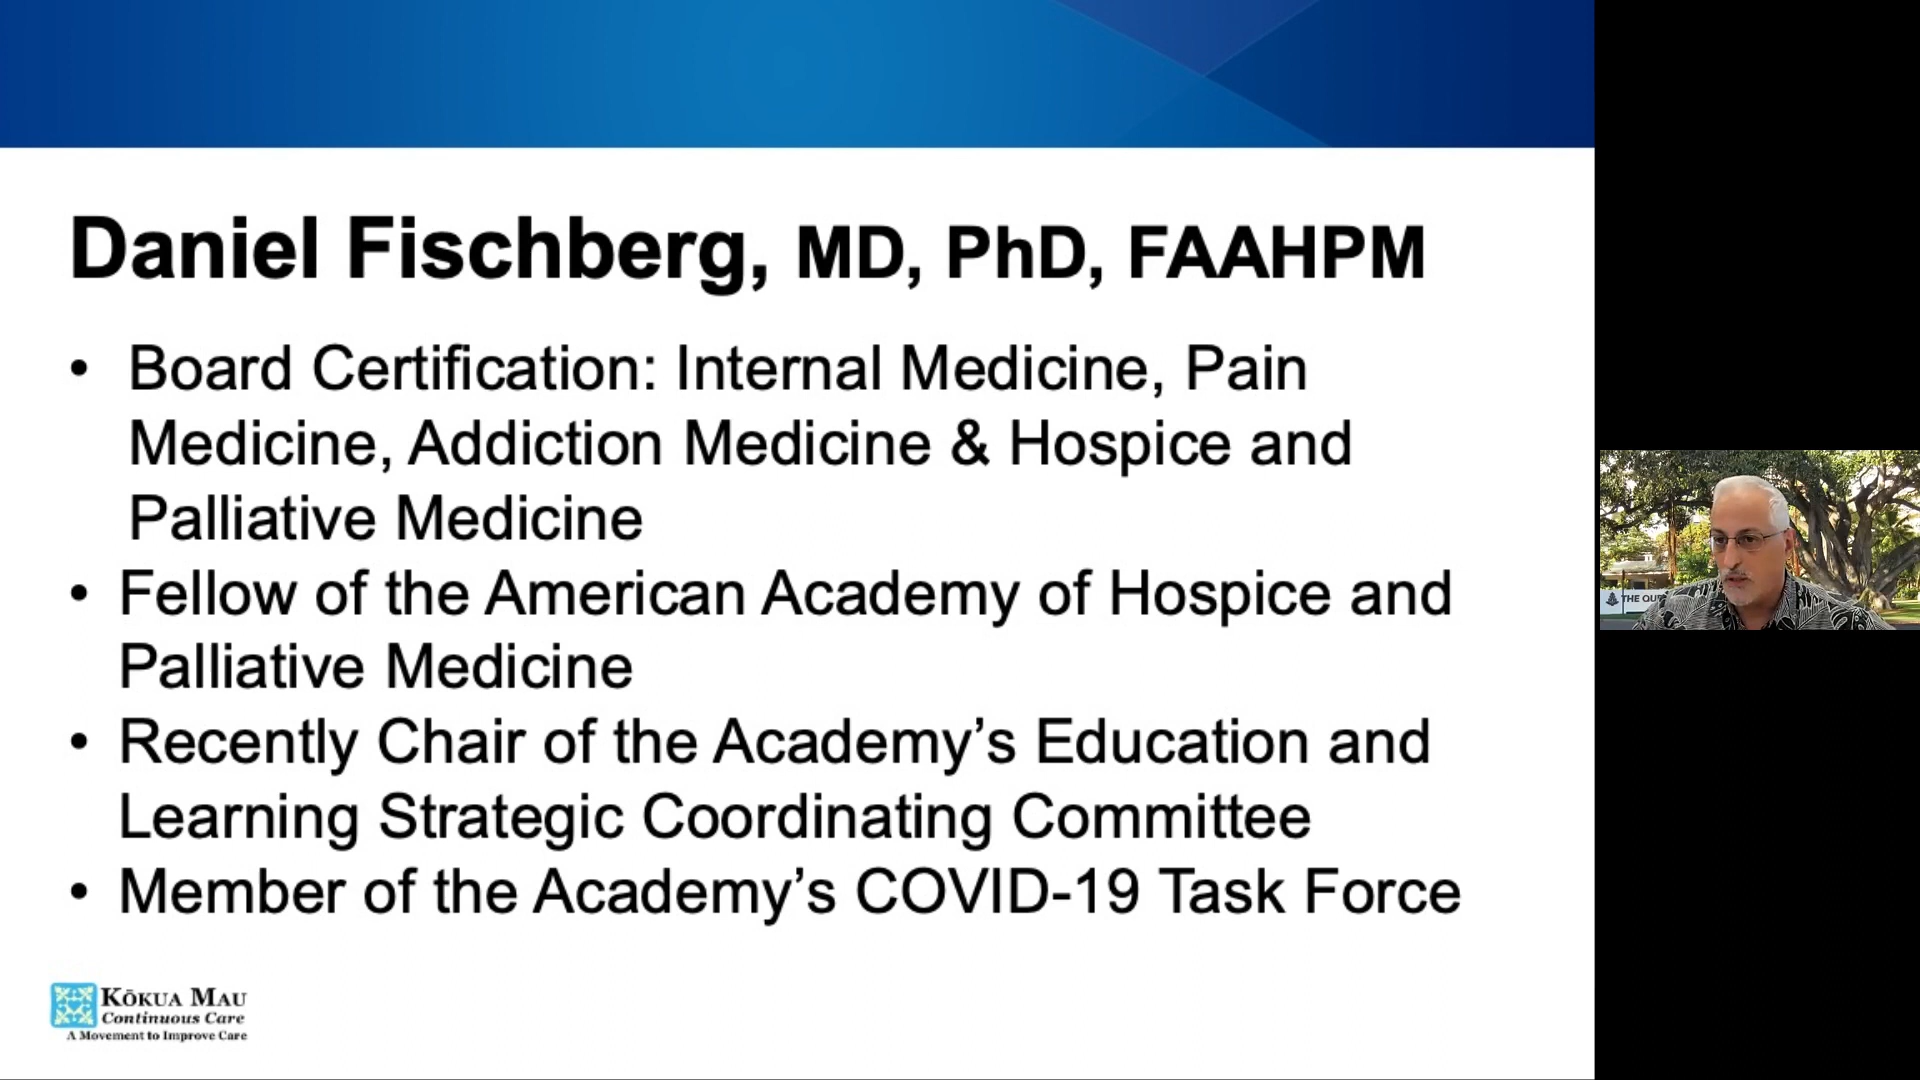 Daniel Fischberg, MD, PhD, FAAHPM
• Board Certification: Internal Medicine, Pain
Medicine, Addiction Medicine & Hospice and
Palliative Medicine
• Fellow of the American Academy of Hospice and
Palliative Medicine
• Recently Chair of the Academy’s Education and
Learning Strategic Coordinating Committee
• Member of the Academy’s COVID-19 Task Force
KŌKUA MAU
Continuous Care
A Movement to Improve Care
THE